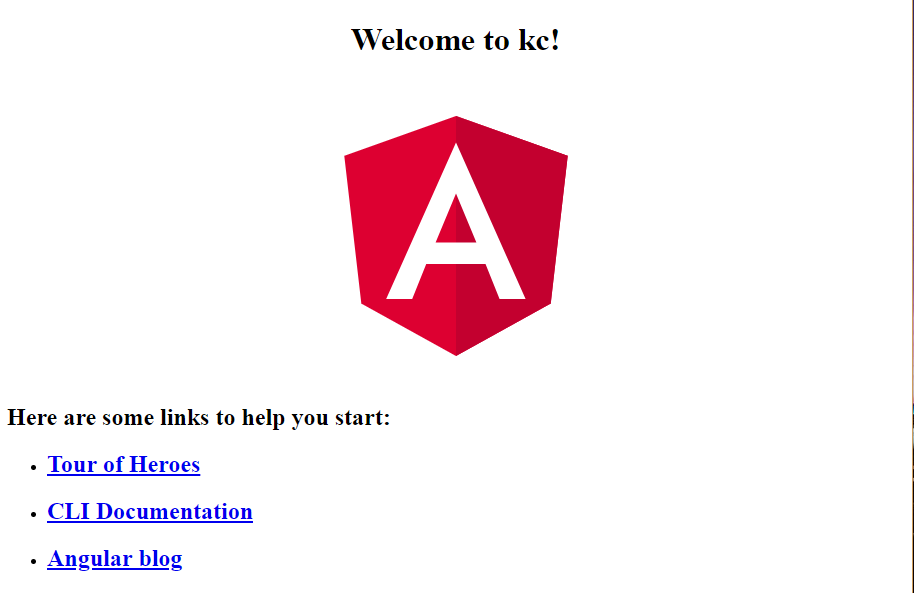 Welcome to kc!
A
Here are some links to help you start:
Tour of Heroes
CLI Documentation
Angular blog